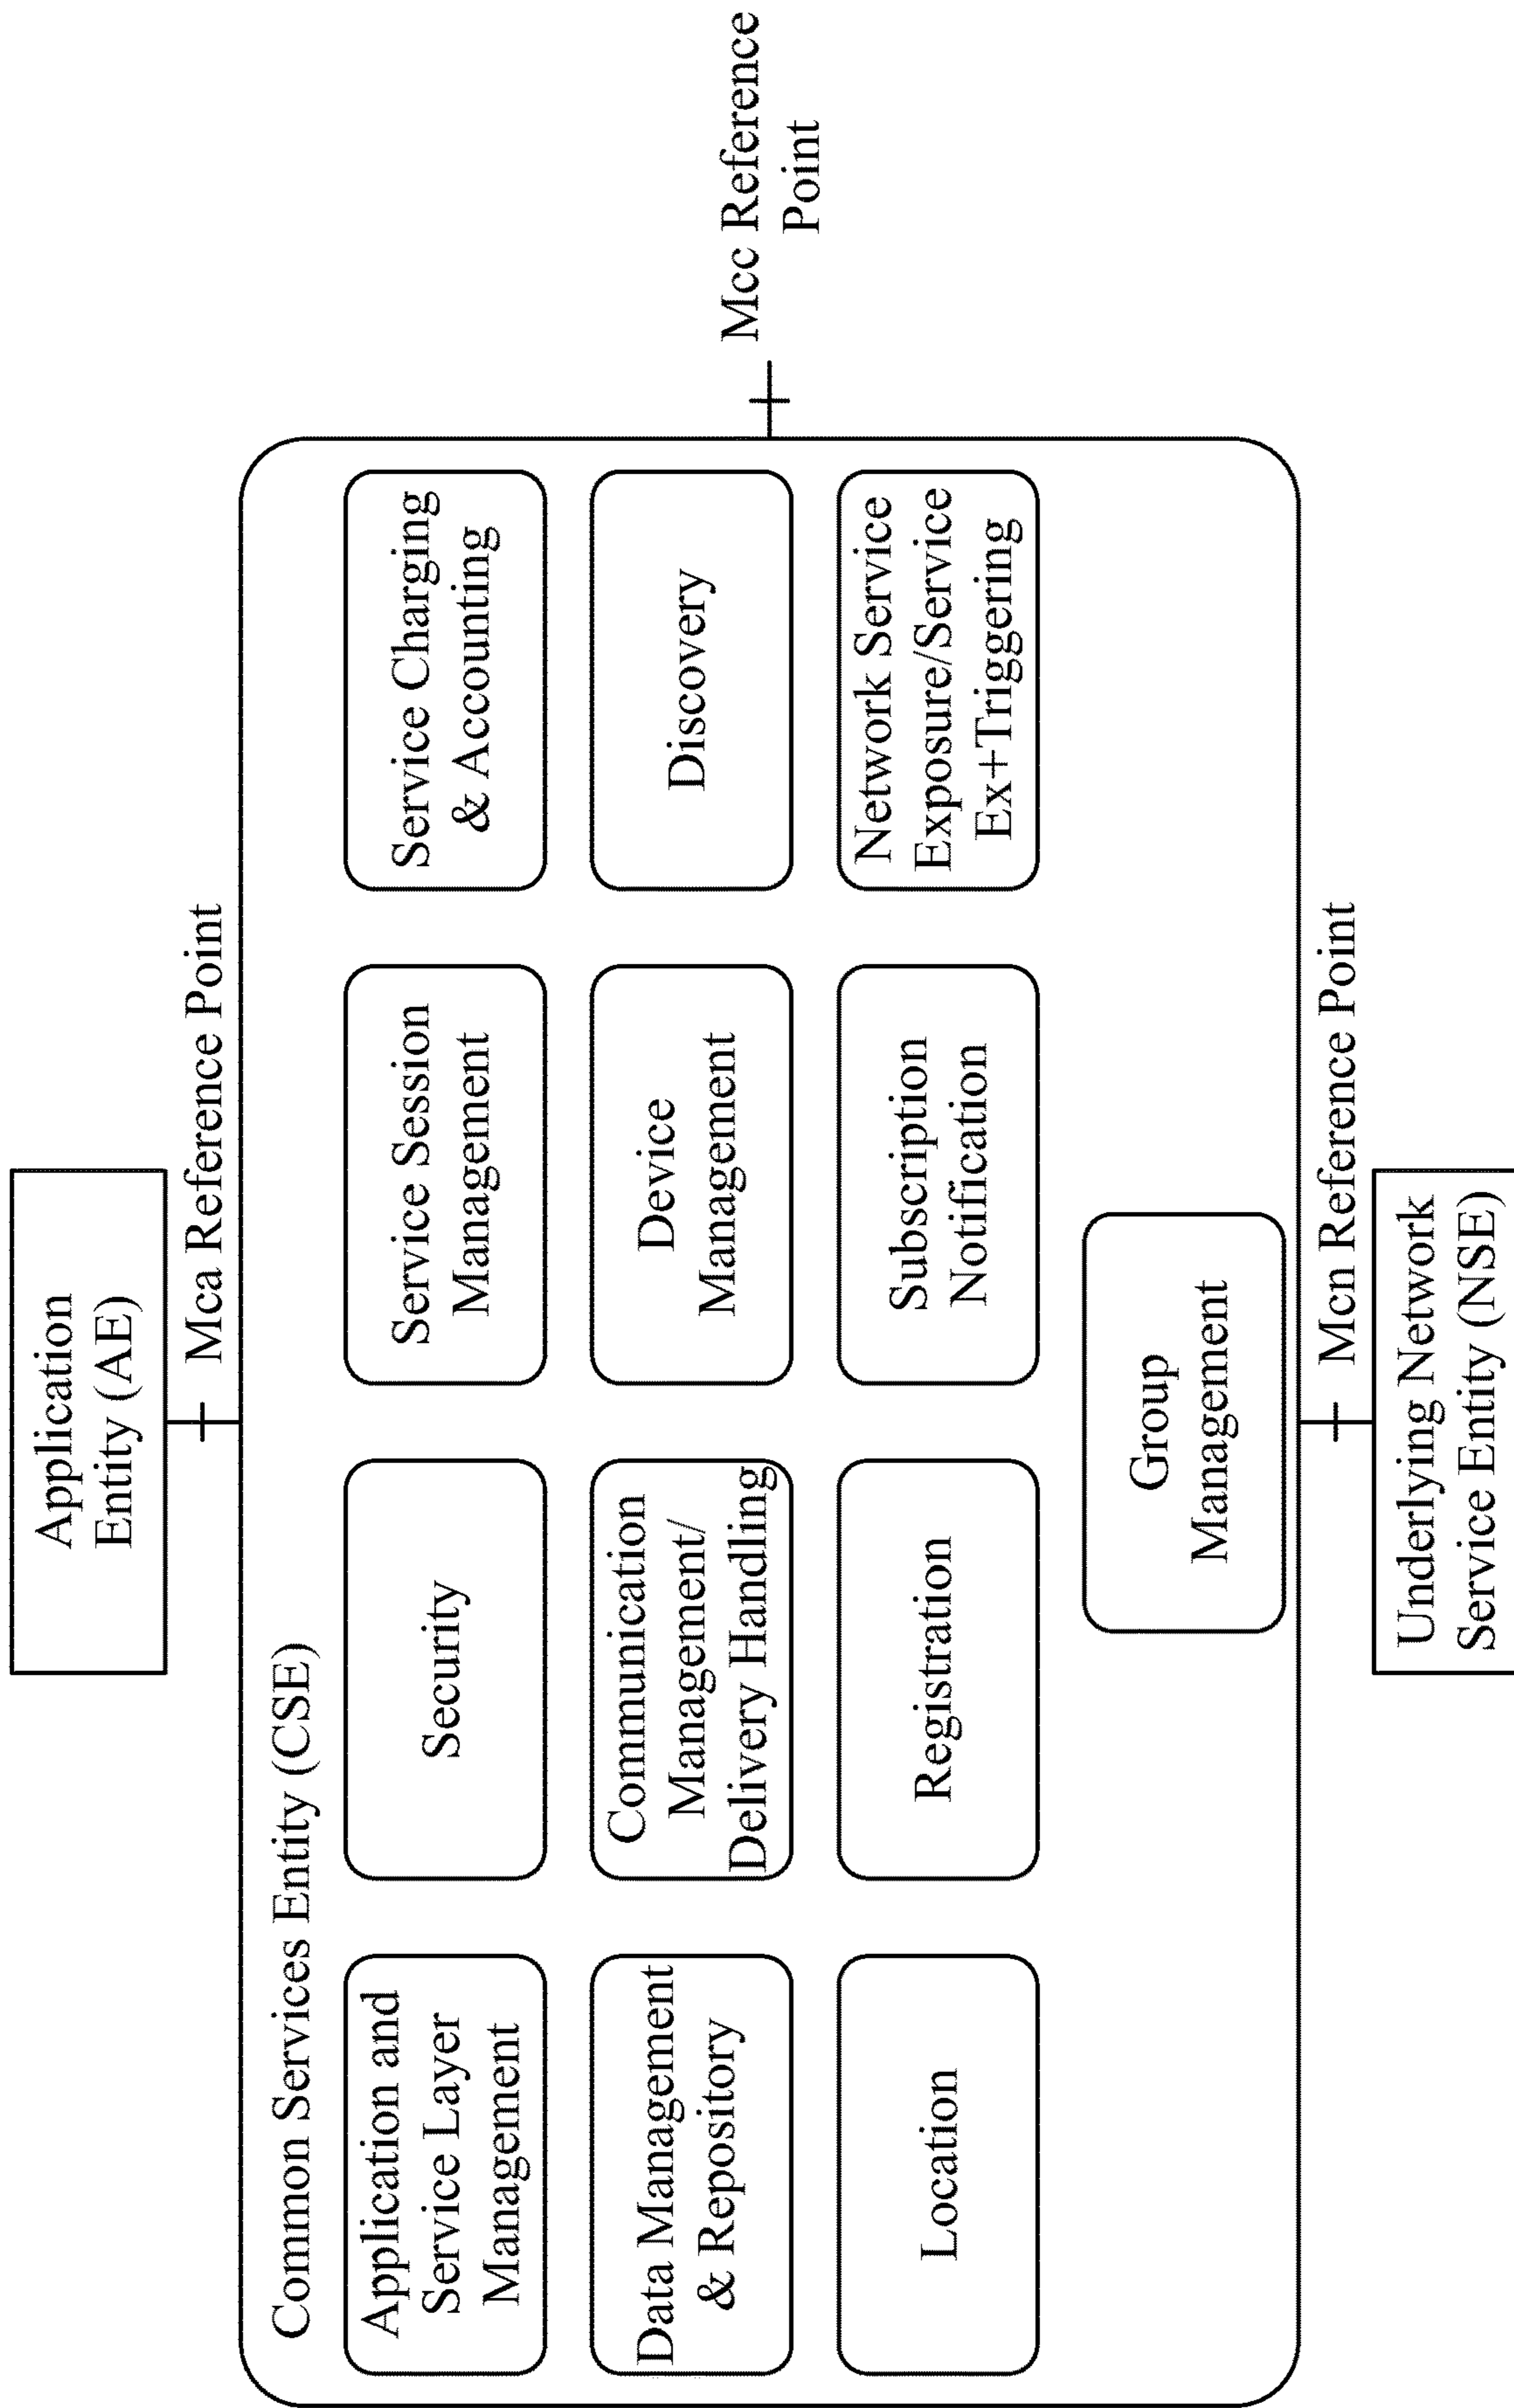 Application
Entity (AE)
Mca Reference Point
Common Services Entity (CSE)
Application and
Service Layer
Management
Security
Service Session
Management
Service Charging
& Accounting
Data Management
& Repository
Communication
Management/
Delivery Handling
Device
Management
Discovery
Mcc Reference
Point
Location
Registration
Subscription
Notification
Network Service
Exposure/Service
Ex+Triggering
Group
Management
Mcn Reference Point
Underlying Network
Service Entity (NSE)